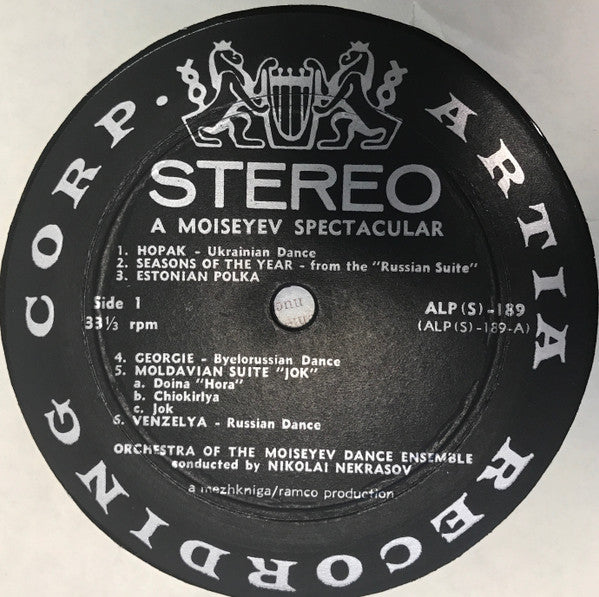 ARTIA RECORDING CORP.
STEREO
A MOISEYEV SPECTACULAR
1. HOPAK - Ukrainian Dance
2. SEASONS OF THE YEAR - from the "Russian Suite"
3. ESTONIAN POLKA
Side 1
33⅓ rpm
ALP(S)-189
(ALP(S)-189-A)
4. GEORGIE - Byelorussian Dance
5. MOLDAVIAN SUITE "JOK"
a. Doina "Hora"
b. Chiokirlya
c. Jok
6. VENZELYA - Russian Dance
ORCHESTRA OF THE MOISEYEV DANCE ENSEMBLE
conducted by NIKOLAI NEKRASOV
a mezhkniga/ramco production